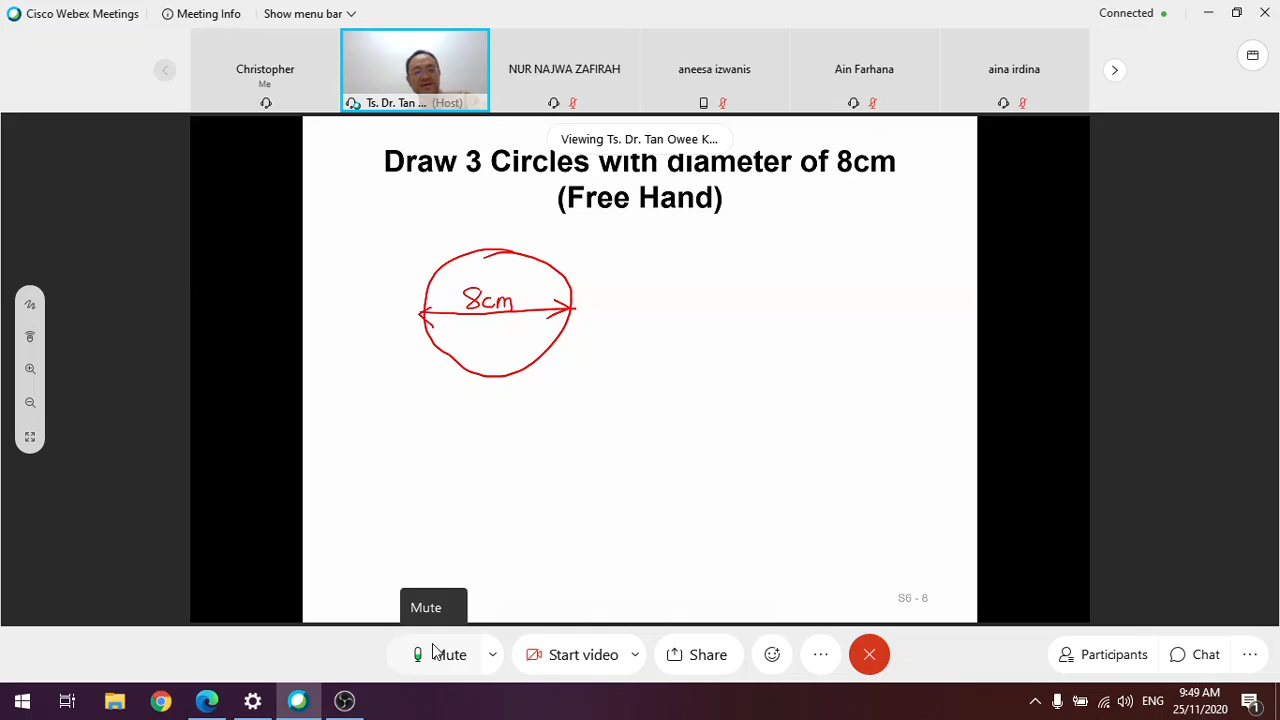 Cisco Webex Meetings
Meeting Info
Show menu bar
Connected
Christopher
Me
Ts. Dr. Tan ... (Host)
NUR NAJWA ZAFIRAH
aneesa izwanis
Ain Farhana
aina irdina
Viewing Ts. Dr. Tan Owee K...
Draw 3 Circles with diameter of 8cm
(Free Hand)
8cm
S6 - 8
Mute
Mute
Start video
Share
Participants
Chat
ENG
9:49 AM
25/11/2020
1